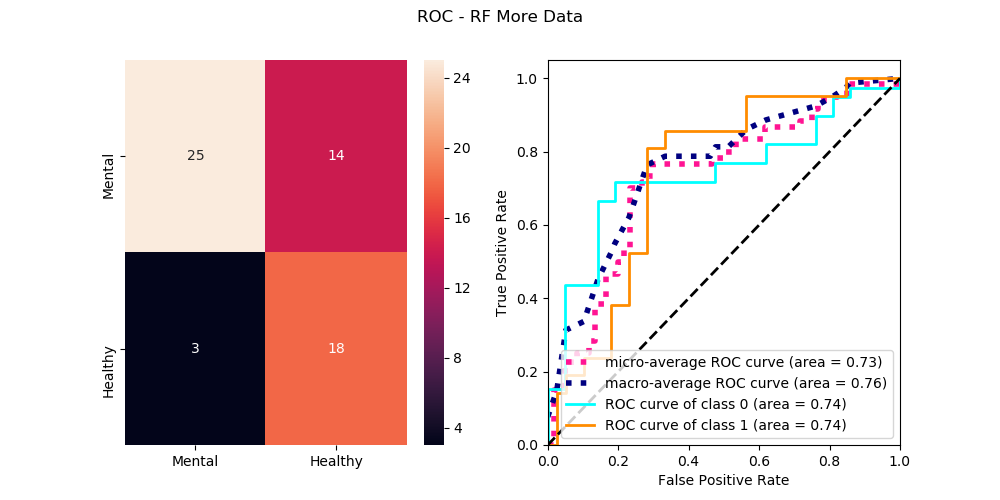 ROC - RF More Data
Mental
Healthy
25
14
3
18
Mental
Healthy
24
20
16
12
8
4
True Positive Rate
1.0
0.8
0.6
0.4
0.2
0.0
micro-average ROC curve (area = 0.73)
macro-average ROC curve (area = 0.76)
ROC curve of class 0 (area = 0.74)
ROC curve of class 1 (area = 0.74)
0.0
0.2
0.4
0.6
0.8
1.0
False Positive Rate